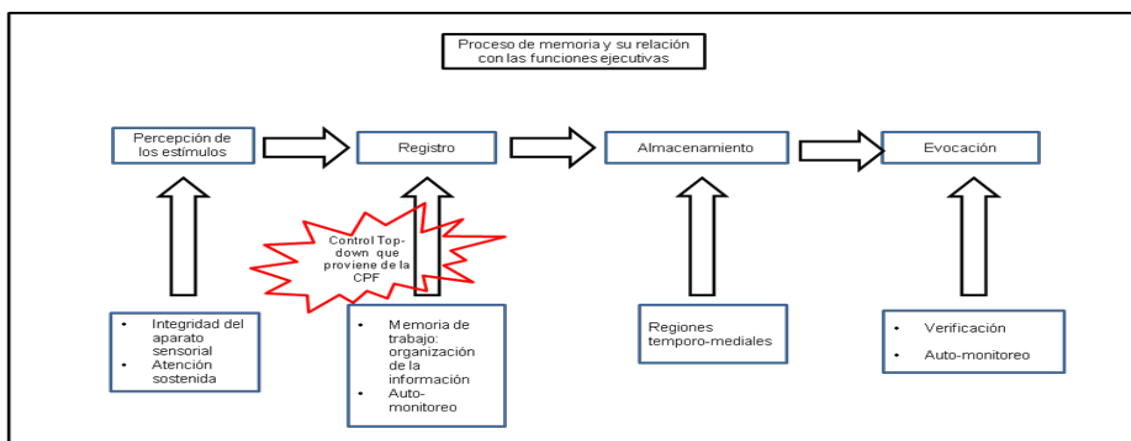 Proceso de memoria y su relación
con las funciones ejecutivas
Percepción de
los estímulos
Registro
Almacenamiento
Evocación
Control Top-
down que
proviene de la
CPF
• Integridad del
aparato
sensorial
• Atención
sostenida
• Memoria de
trabajo:
organización
de la
información
• Auto-
monitoreo
Regiones
temporo-mediales
• Verificación
• Auto-monitoreo